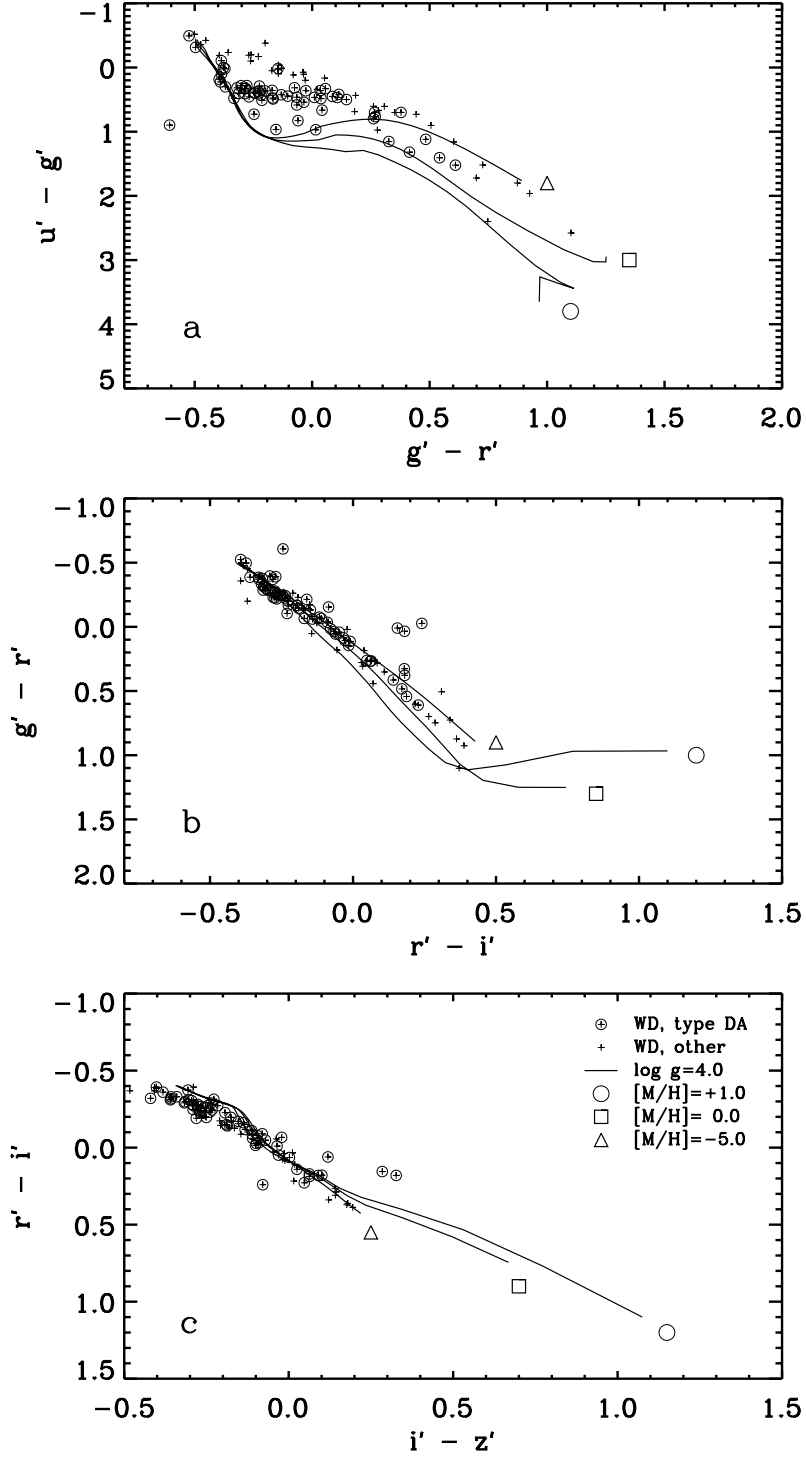 −1
0
1
2
3
4
5
u′ − g′
a
−0.5 0.0 0.5 1.0 1.5 2.0
g′ − r′
−1.0
−0.5
0.0
0.5
1.0
1.5
2.0
g′ − r′
b
−0.5 0.0 0.5 1.0 1.5
r′ − i′
−1.0
−0.5
0.0
0.5
1.0
1.5
r′ − i′
WD, type DA
WD, other
log g=4.0
[M/H]=+1.0
[M/H]= 0.0
[M/H]=−5.0
c
−0.5 0.0 0.5 1.0 1.5
i′ − z′